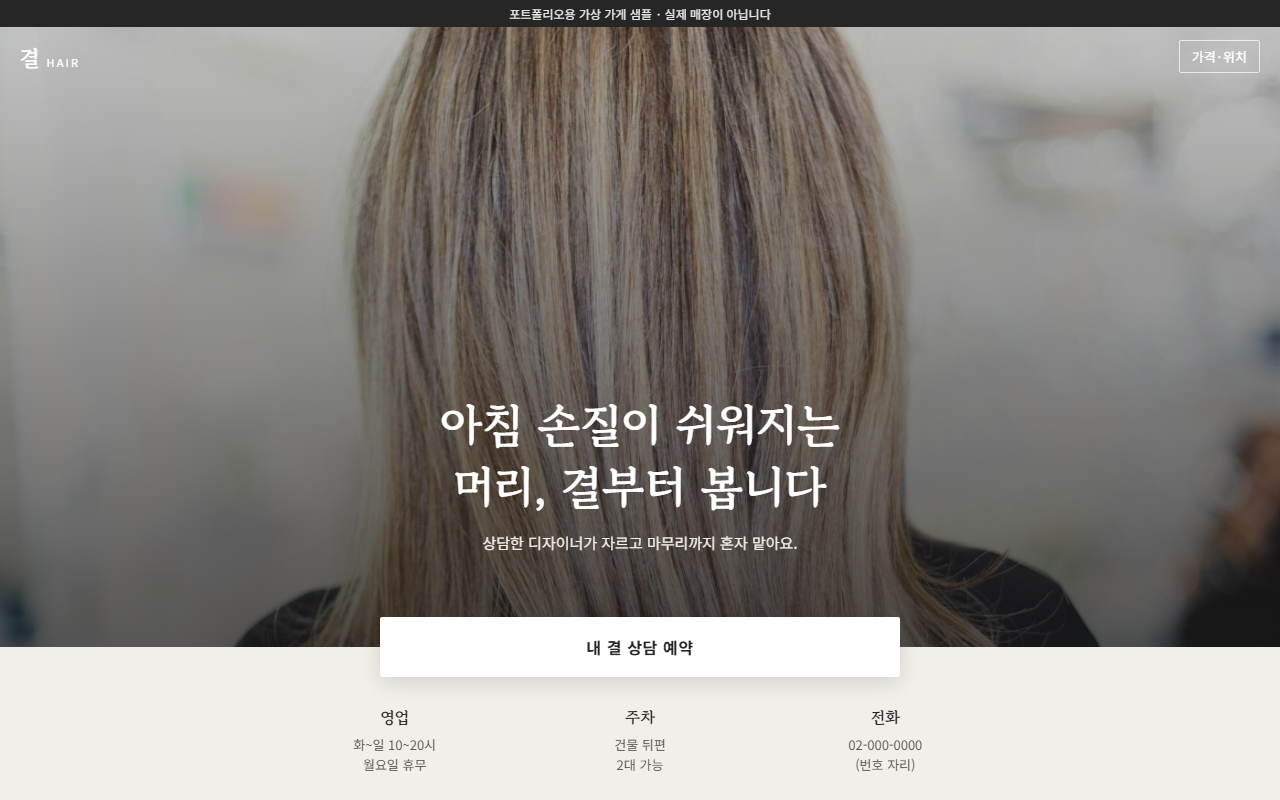 포트폴리오용 가상 가게 샘플 · 실제 매장이 아닙니다
결 HAIR
가격·위치
아침 손질이 쉬워지는
머리, 결부터 봅니다
상담한 디자이너가 자르고 마무리까지 혼자 맡아요.
내 결 상담 예약
영업
화~일 10~20시
월요일 휴무
주차
건물 뒤편
2대 가능
전화
02-000-0000
(번호 자리)